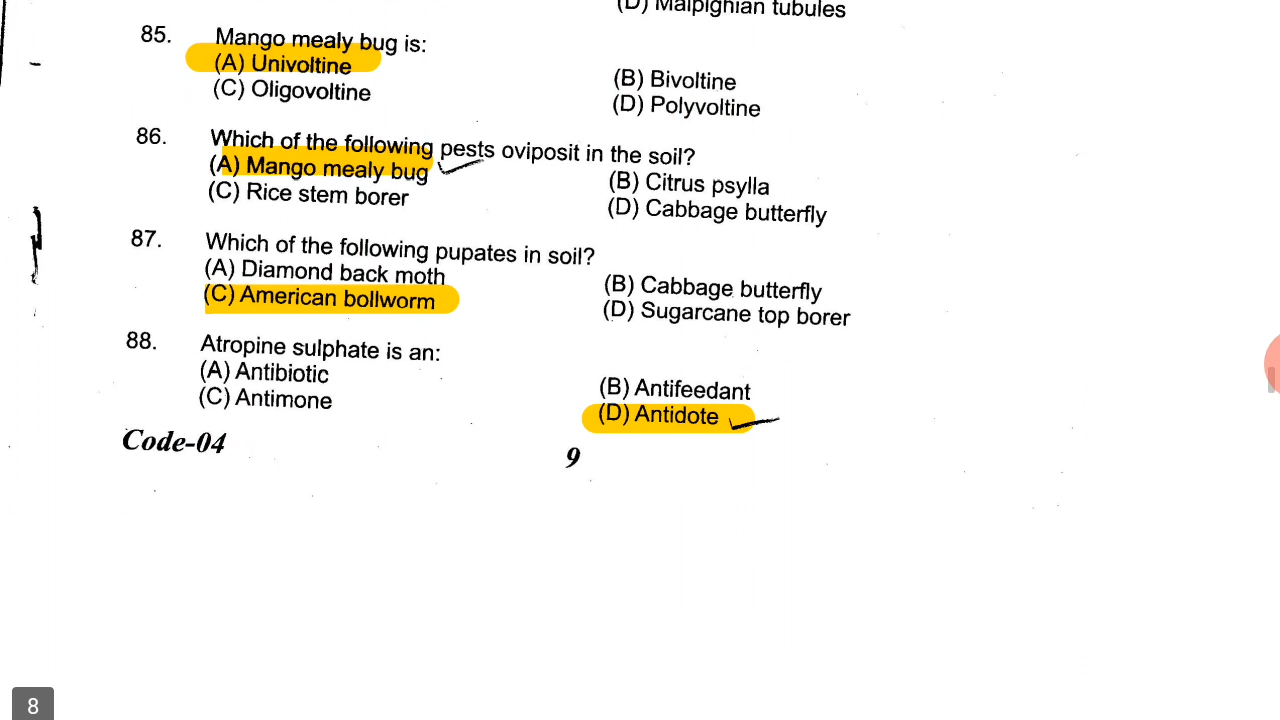 (D) Malpighian tubules
85. Mango mealy bug is:
(A) Univoltine (B) Bivoltine
(C) Oligovoltine (D) Polyvoltine
86. Which of the following pests oviposit in the soil?
(A) Mango mealy bug (B) Citrus psylla
(C) Rice stem borer (D) Cabbage butterfly
87. Which of the following pupates in soil?
(A) Diamond back moth (B) Cabbage butterfly
(C) American bollworm (D) Sugarcane top borer
88. Atropine sulphate is an:
(A) Antibiotic (B) Antifeedant
(C) Antimone (D) Antidote
Code-04 9
8